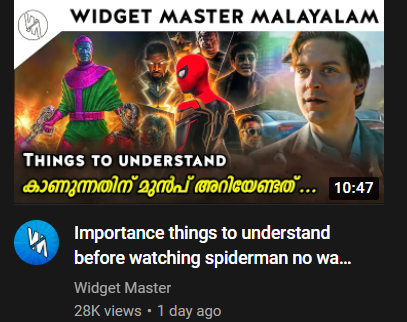 WIDGET MASTER MALAYALAM
THINGS TO UNDERSTAND
കാണുന്നതിന് മുൻപ് അറിയേണ്ടത് ...
10:47
Importance things to understand
before watching spiderman no wa...
Widget Master
28K views • 1 day ago